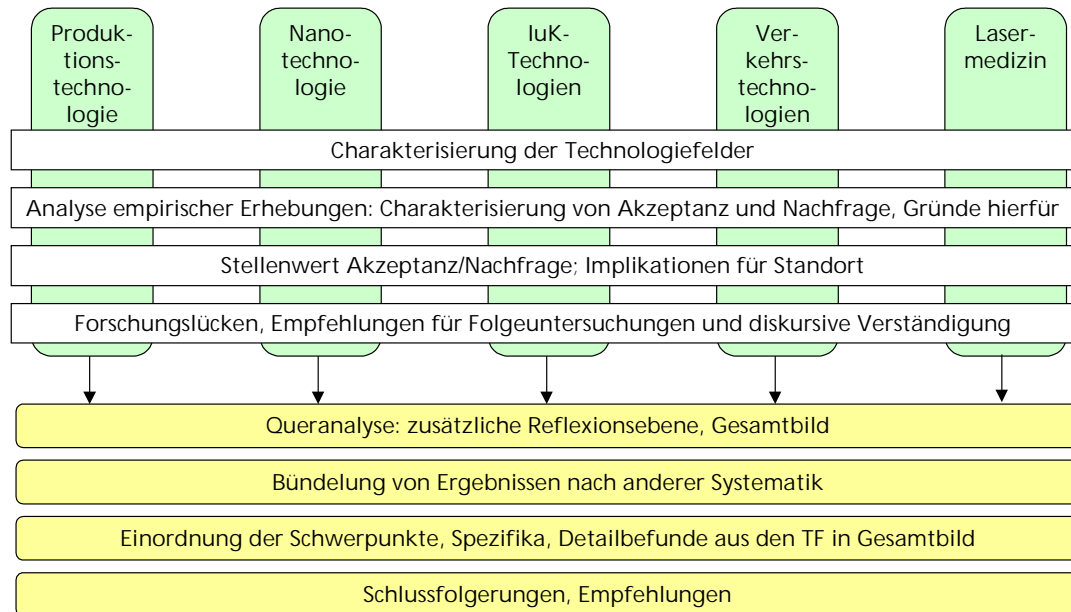 Produk-
tions-
techno-
logie
Nano-
technologie
IuK-
Techno-
logien
Ver-
kehrs-
techno-
logien
Laser-
medizin
Charakterisierung der Technologiefelder
Analyse empirischer Erhebungen: Charakterisierung von Akzeptanz und Nachfrage, Gründe hierfür
Stellenwert Akzeptanz/Nachfrage; Implikationen für Standort
Forschungslücken, Empfehlungen für Folgeuntersuchungen und diskursive Verständigung
Queranalyse: zusätzliche Reflexionsebene, Gesamtbild
Bündelung von Ergebnissen nach anderer Systematik
Einordnung der Schwerpunkte, Spezifika, Detailbefunde aus den TF in Gesamtbild
Schlussfolgerungen, Empfehlungen